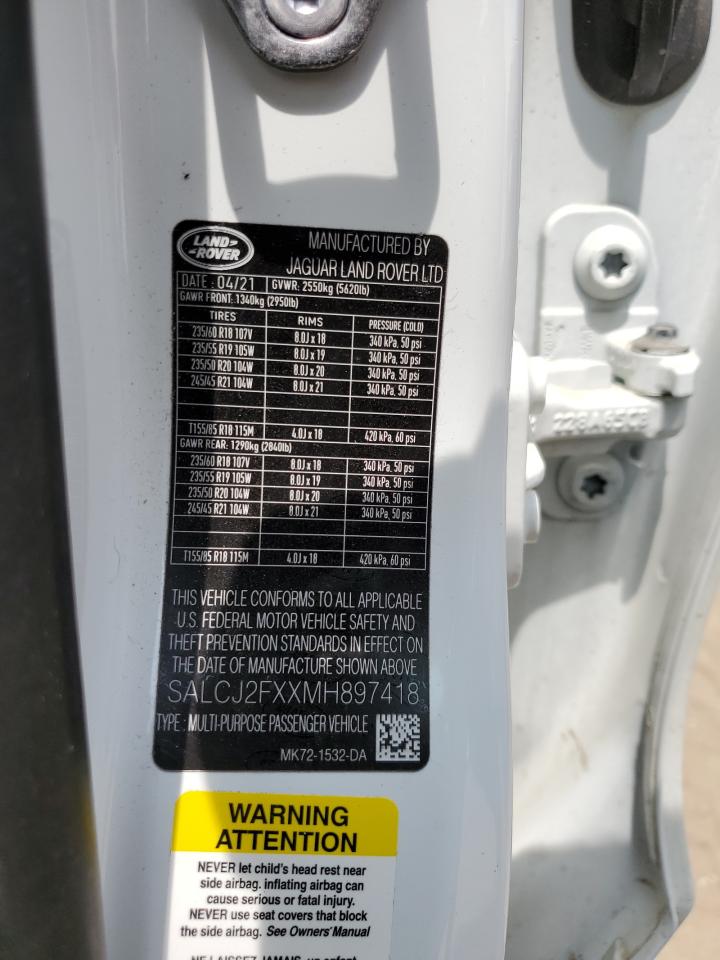 LAND ROVER
MANUFACTURED BY
JAGUAR LAND ROVER LTD
DATE : 04/21 GVWR: 2550kg (5620lb)
GAWR FRONT: 1340kg (2950lb)
TIRES RIMS PRESSURE (COLD)
235/60 R18 107V 8.0J x 18 340 kPa, 50 psi
235/55 R19 105W 8.0J x 19 340 kPa, 50 psi
235/50 R20 104W 8.0J x 20 340 kPa, 50 psi
245/45 R21 104W 8.0J x 21 340 kPa, 50 psi
T155/85 R18 115M 4.0J x 18 420 kPa, 60 psi
GAWR REAR: 1290kg (2840lb)
235/60 R18 107V 8.0J x 18 340 kPa, 50 psi
235/55 R19 105W 8.0J x 19 340 kPa, 50 psi
235/50 R20 104W 8.0J x 20 340 kPa, 50 psi
245/45 R21 104W 8.0J x 21 340 kPa, 50 psi
T155/85 R18 115M 4.0J x 18 420 kPa, 60 psi
THIS VEHICLE CONFORMS TO ALL APPLICABLE
U.S. FEDERAL MOTOR VEHICLE SAFETY AND
THEFT PREVENTION STANDARDS IN EFFECT ON
THE DATE OF MANUFACTURE SHOWN ABOVE
SALCJ2FXXMH897418
TYPE : MULTI-PURPOSE PASSENGER VEHICLE
MK72-1532-DA
WARNING
ATTENTION
NEVER let child's head rest near
side airbag. inflating airbag can
cause serious or fatal injury.
NEVER use seat covers that block
the side airbag. See Owners' Manual
NE LAISSEZ JAMAIS